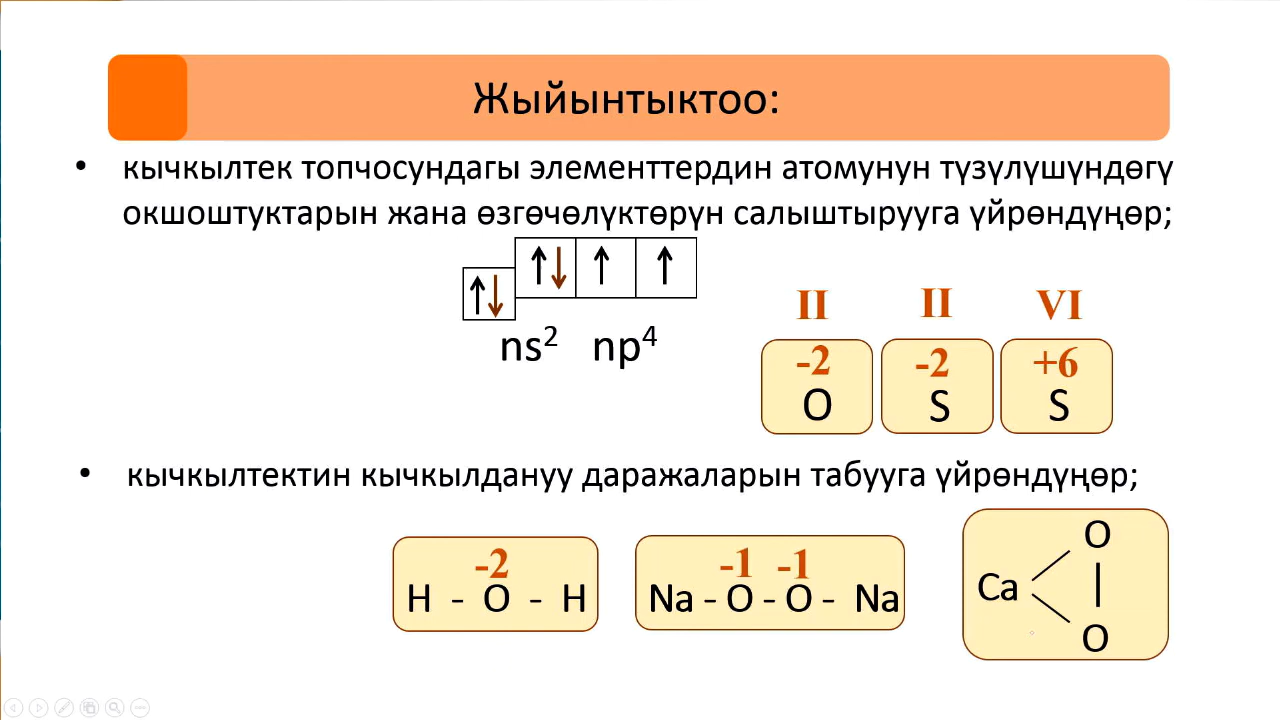 Жыйынтыктоо:
• кычкылтек топчосундагы элементтердин атомунун түзүлүшүндөгү
окшоштуктарын жана өзгөчөлүктөрүн салыштырууга үйрөндүңөр;
↑↓ ↑ ↑
↑↓
ns² np⁴
II II VI
-2 -2 +6
O S S
• кычкылтектин кычкылдануу даражаларын табууга үйрөндүңөр;
-2 -1 -1
H - O - H
Na - O - O - Na
O
Ca
O